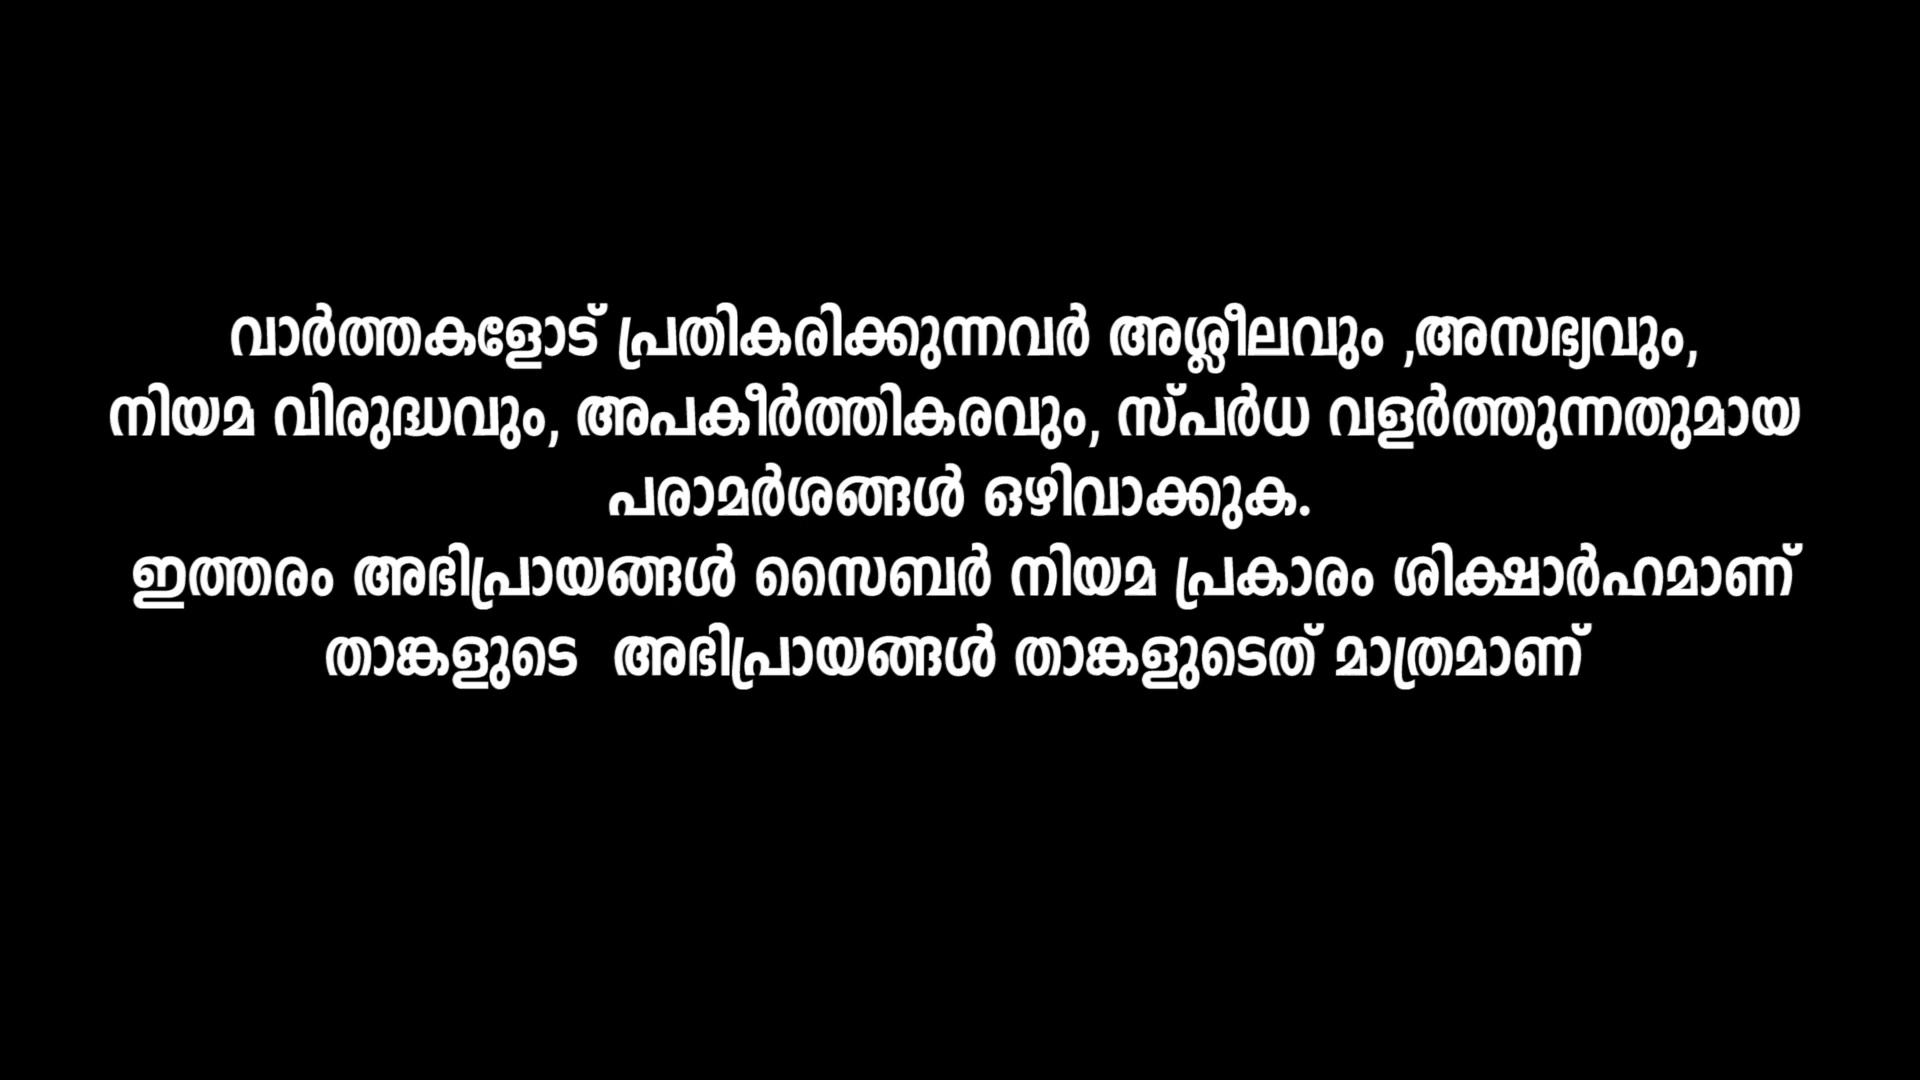 വാർത്തകളോട് പ്രതികരിക്കുന്നവർ അശ്ലീലവും ,അസഭ്യവും,
നിയമ വിരുദ്ധവും, അപകീർത്തികരവും, സ്പർധ വളർത്തുന്നതുമായ
പരാമർശങ്ങൾ ഒഴിവാക്കുക.
ഇത്തരം അഭിപ്രായങ്ങൾ സൈബർ നിയമ പ്രകാരം ശിക്ഷാർഹമാണ്
താങ്കളുടെ  അഭിപ്രായങ്ങൾ താങ്കളുടെത് മാത്രമാണ്